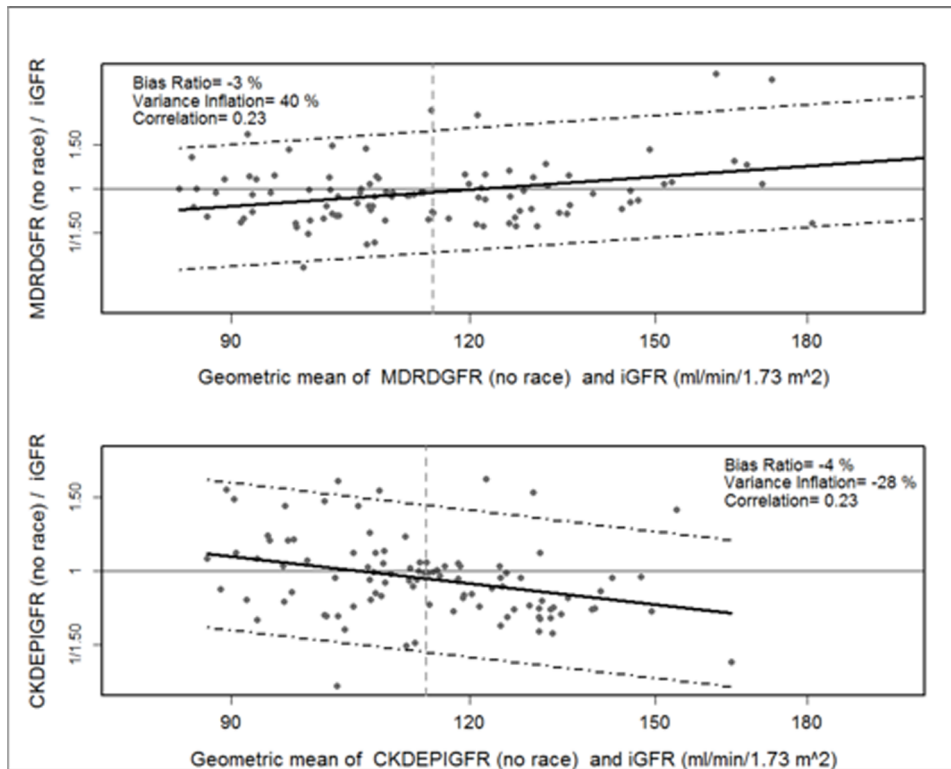 Bias Ratio= -3 %
Variance Inflation= 40 %
Correlation= 0.23
MDRDGFR (no race) / iGFR
1.50
1
1/1.50
90
120
150
180
Geometric mean of MDRDGFR (no race) and iGFR (ml/min/1.73 m^2)
Bias Ratio= -4 %
Variance Inflation= -28 %
Correlation= 0.23
CKDEPIGFR (no race) / iGFR
1.50
1
1/1.50
90
120
150
180
Geometric mean of CKDEPIGFR (no race) and iGFR (ml/min/1.73 m^2)